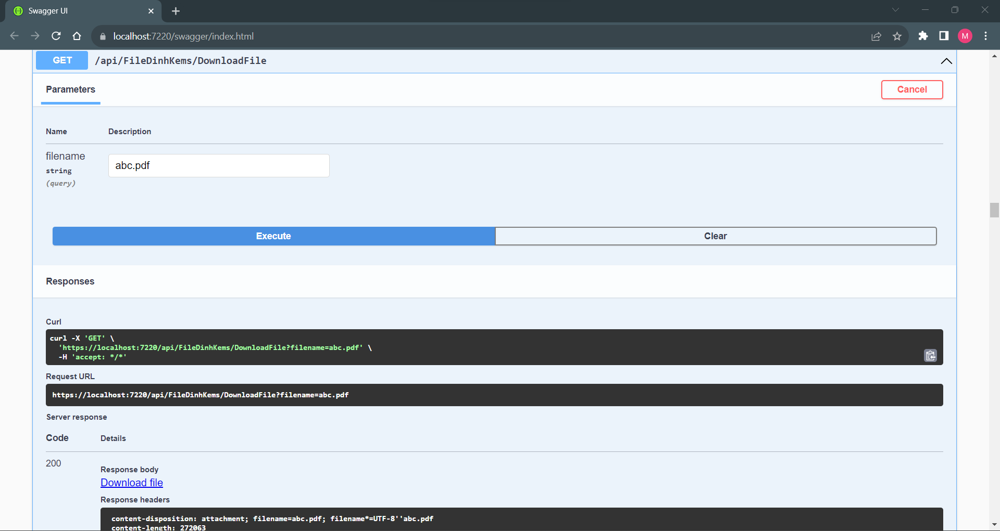 Swagger UI
localhost:7220/swagger/index.html
M
GET /api/FileDinhKems/DownloadFile
Parameters
Cancel
Name Description
filename
abc.pdf
string
(query)
Execute Clear
Responses
Curl
curl -X 'GET' \
'https://localhost:7220/api/FileDinhKems/DownloadFile?filename=abc.pdf' \
-H 'accept: */*'
Request URL
https://localhost:7220/api/FileDinhKems/DownloadFile?filename=abc.pdf
Server response
Code Details
200
Response body
Download file
Response headers
content-disposition: attachment; filename=abc.pdf; filename*=UTF-8''abc.pdf
content-length: 272063